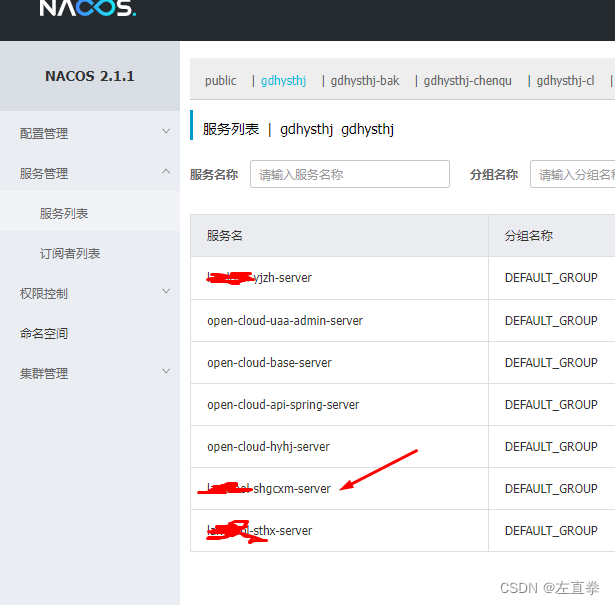 NACOS.
NACOS 2.1.1
配置管理
服务管理
服务列表
订阅者列表
权限控制
命名空间
集群管理
public | gdhysthj | gdhysthj-bak | gdhysthj-chenqu | gdhysthj-cl |
服务列表 | gdhysthj gdhysthj
服务名称 请输入服务名称 分组名称 请输入分组名
服务名 分组名称
yjzh-server DEFAULT_GROUP
open-cloud-uaa-admin-server DEFAULT_GROUP
open-cloud-base-server DEFAULT_GROUP
open-cloud-api-spring-server DEFAULT_GROUP
open-cloud-hyhj-server DEFAULT_GROUP
-shgcxm-server DEFAULT_GROUP
-sthx-server DEFAULT_GROUP
CSDN @左直拳